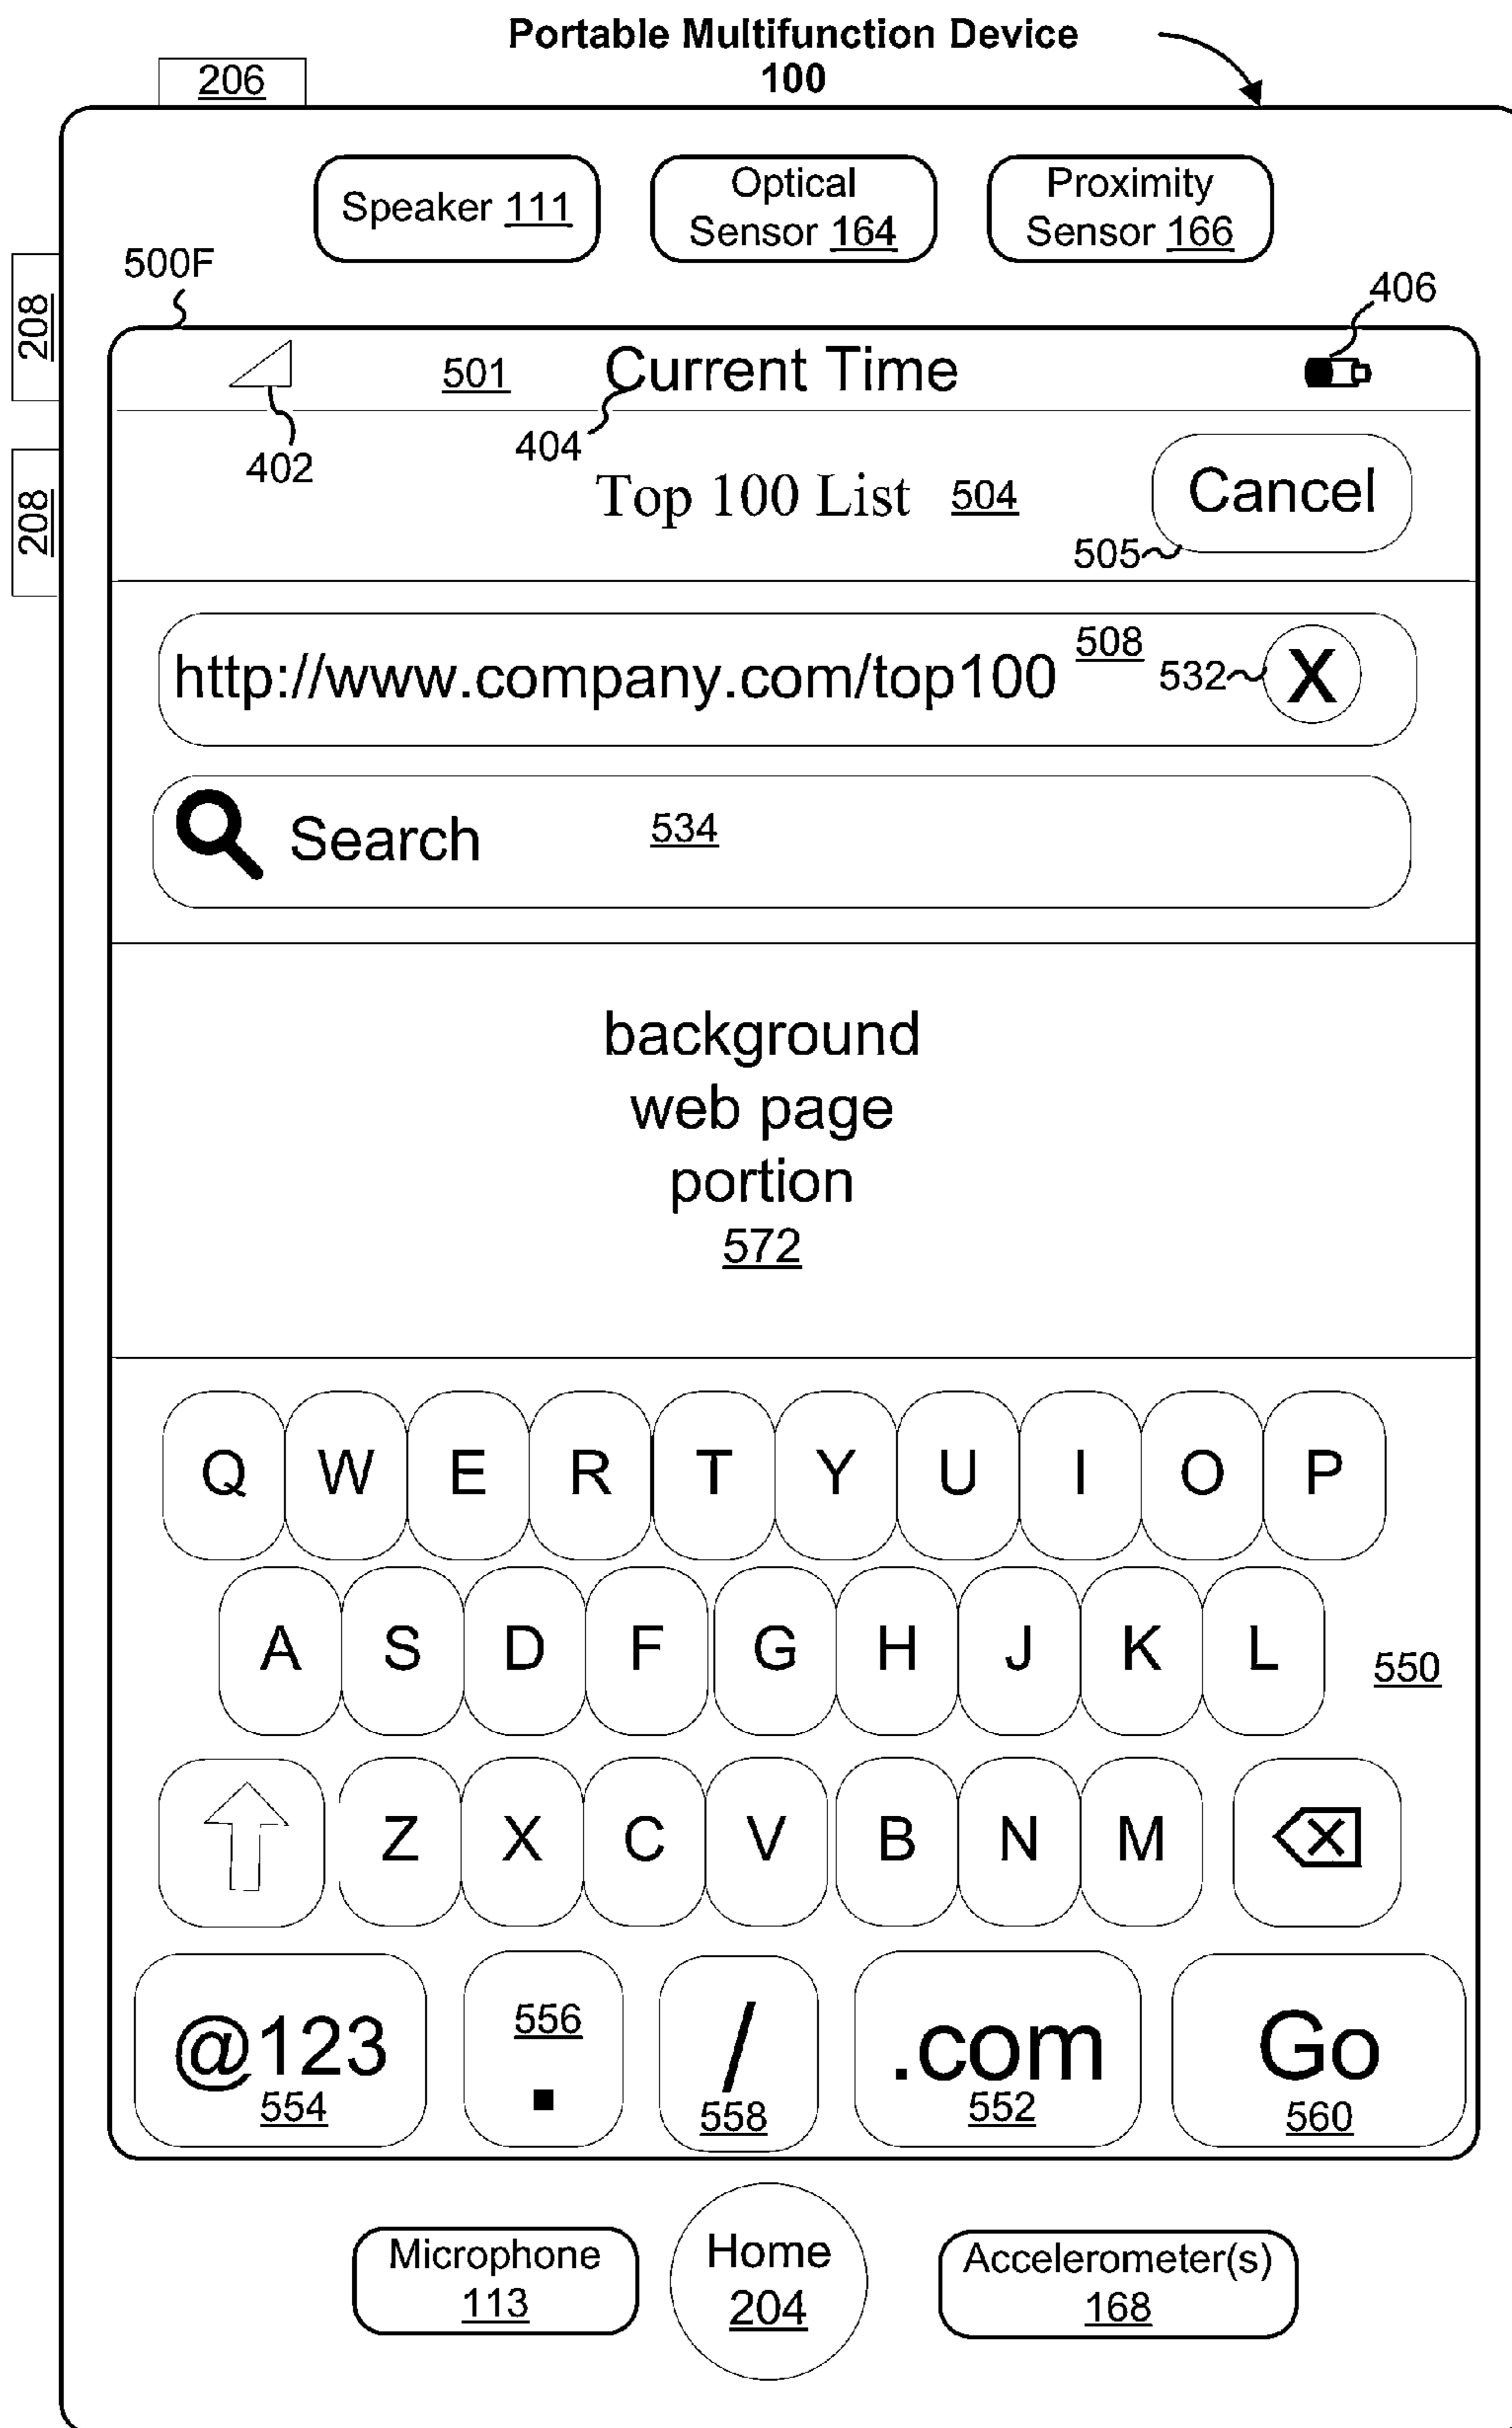 Portable Multifunction Device
100
206
Speaker 111
Optical
Sensor 164
Proximity
Sensor 166
208
500F
406
501
Current Time
402
404
208
Top 100 List 504
Cancel
505
http://www.company.com/top100
508
532
X
Search
534
background
web page
portion
572
Q W E R T Y U I O P
A S D F G H J K L
550
Z X C V B N M
@123
554
556
.
/
558
.com
552
Go
560
Microphone
113
Home
204
Accelerometer(s)
168